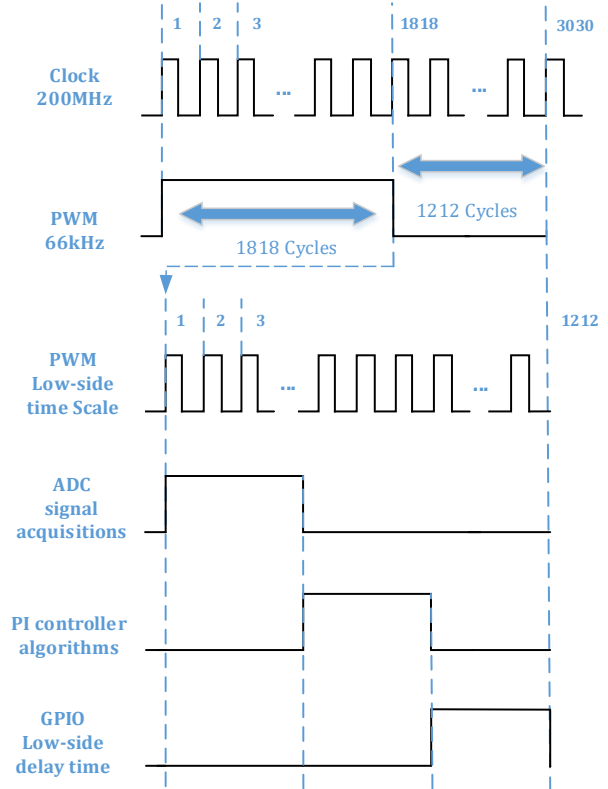 1 2 3 1818 3030
Clock
200MHz
...
...
PWM
66kHz
1212 Cycles
1818 Cycles
1 2 3 1212
PWM
Low-side
time Scale
...
...
ADC
signal
acquisitions
PI controller
algorithms
GPIO
Low-side
delay time